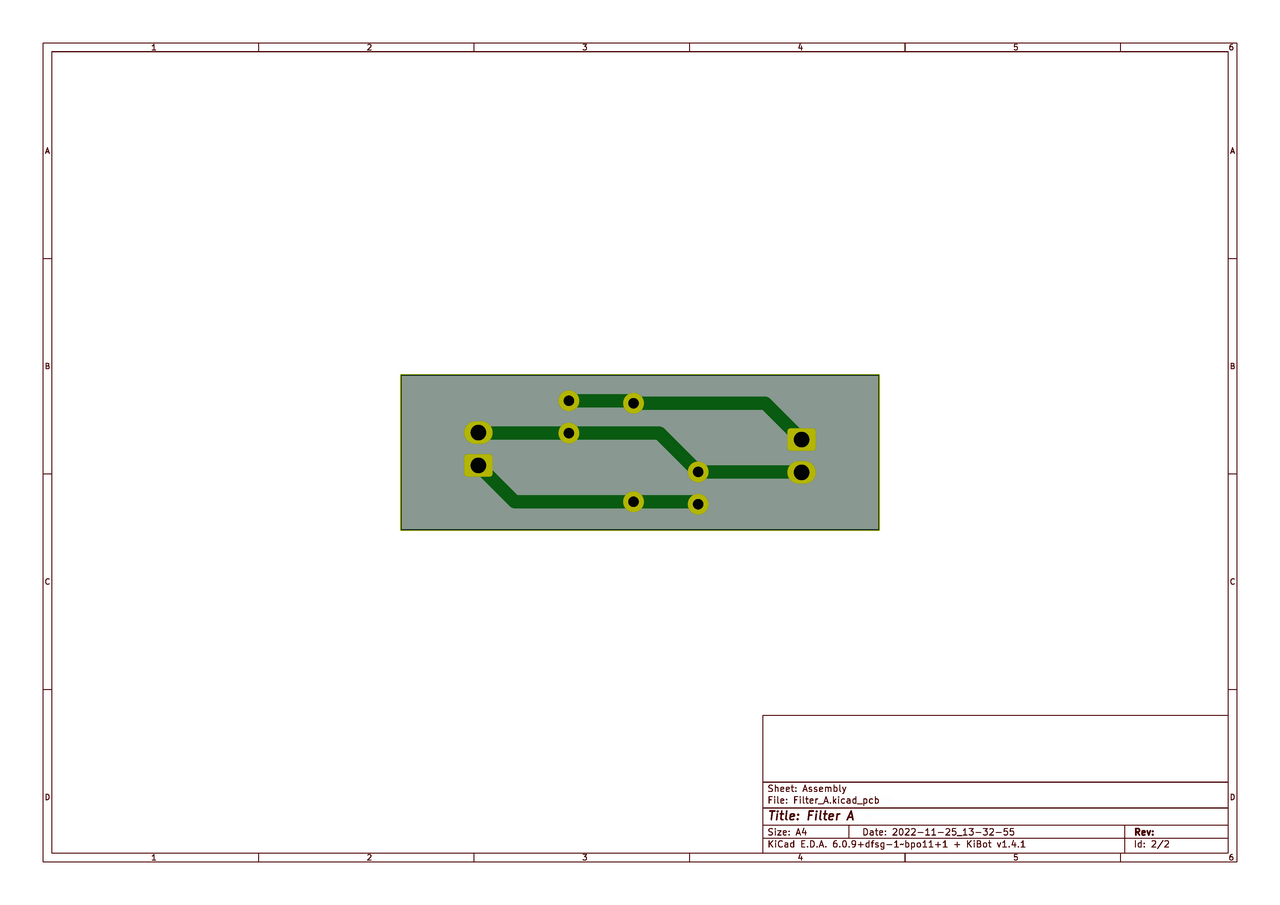 1 2 3 4 5 6
A A
B B
C C
D D
Sheet: Assembly
File: Filter_A.kicad_pcb
Title: Filter A
Size: A4 Date: 2022-11-25_13-32-55 Rev:
KiCad E.D.A. 6.0.9+dfsg-1~bpo11+1 + KiBot v1.4.1 Id: 2/2
1 2 3 4 5 6